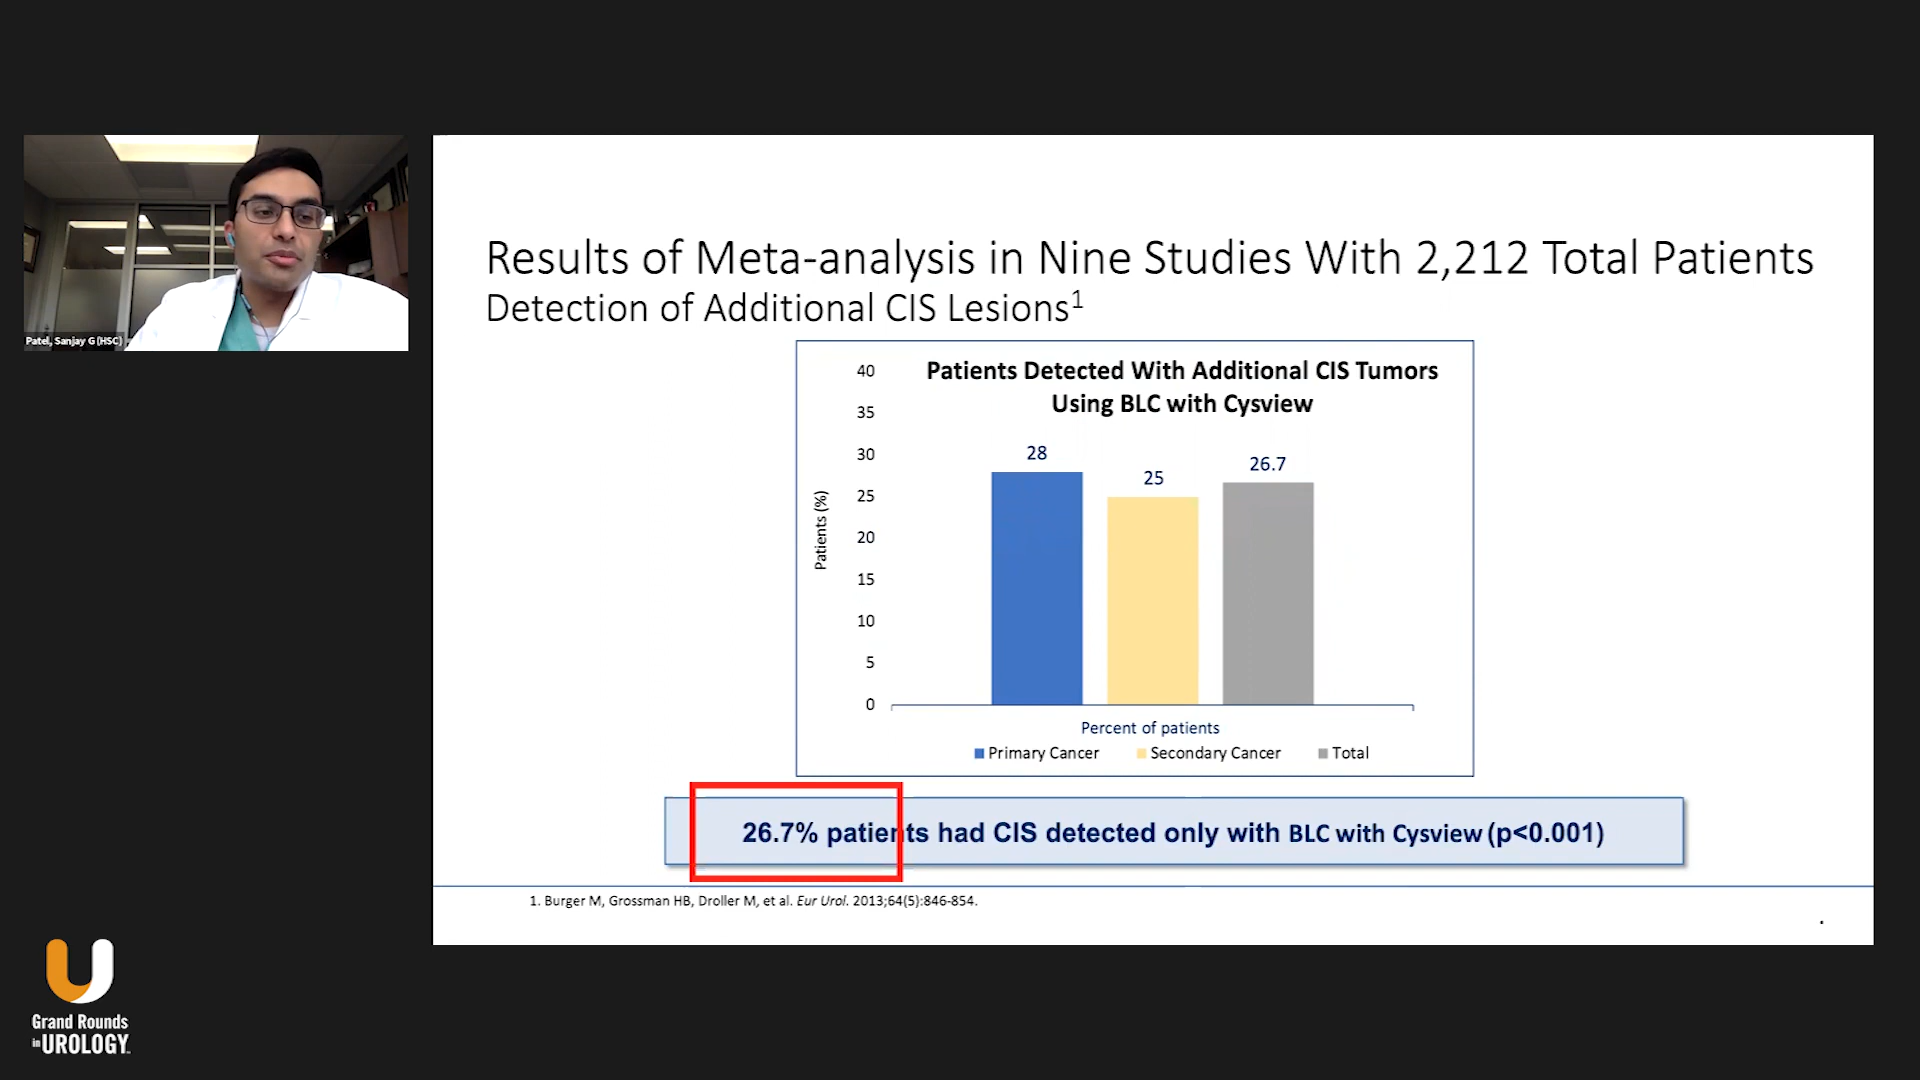 Patel, Sanjay G (HSC)
Results of Meta-analysis in Nine Studies With 2,212 Total Patients
Detection of Additional CIS Lesions1
Patients Detected With Additional CIS Tumors
Using BLC with Cysview
40
35
30
25
20
15
10
5
0
Patients (%)
28
25
26.7
Percent of patients
Primary Cancer
Secondary Cancer
Total
26.7% patients had CIS detected only with BLC with Cysview (p<0.001)
1. Burger M, Grossman HB, Droller M, et al. Eur Urol. 2013;64(5):846-854.
Grand Rounds
in UROLOGY